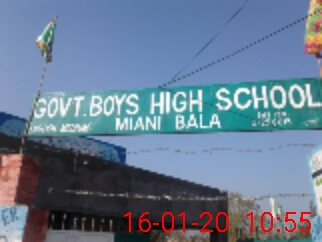 GOVT. BOYS HIGH SCHOOL
MIANI BALA
16-01-20 10:55